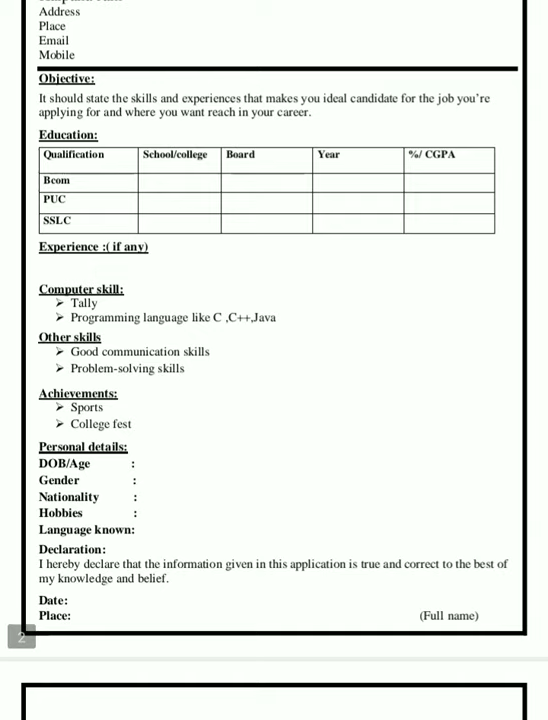 Address
Place
Email
Mobile
Objective:
It should state the skills and experiences that makes you ideal candidate for the job you're
applying for and where you want reach in your career.
Education:
Qualification School/college Board Year %/ CGPA
Bcom
PUC
SSLC
Experience :( if any)
Computer skill:
➢ Tally
➢ Programming language like C ,C++,Java
Other skills
➢ Good communication skills
➢ Problem-solving skills
Achievements:
➢ Sports
➢ College fest
Personal details:
DOB/Age :
Gender :
Nationality :
Hobbies :
Language known:
Declaration:
I hereby declare that the information given in this application is true and correct to the best of
my knowledge and belief.
Date:
Place: (Full name)
2